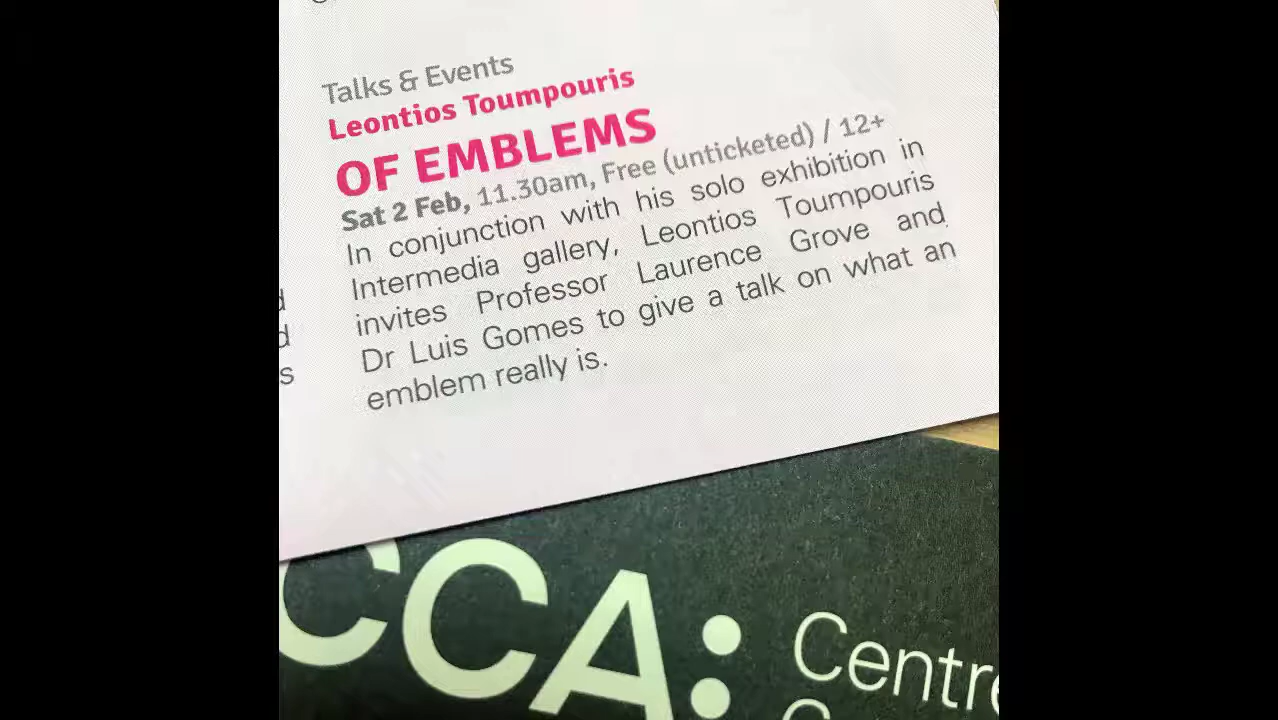 Talks & Events
Leontios Toumpouris
OF EMBLEMS
Sat 2 Feb, 11.30am, Free (unticketed) / 12+
In conjunction with his solo exhibition in
Intermedia gallery, Leontios Toumpouris
invites Professor Laurence Grove and
Dr Luis Gomes to give a talk on what an
emblem really is.
CCA:
Centre